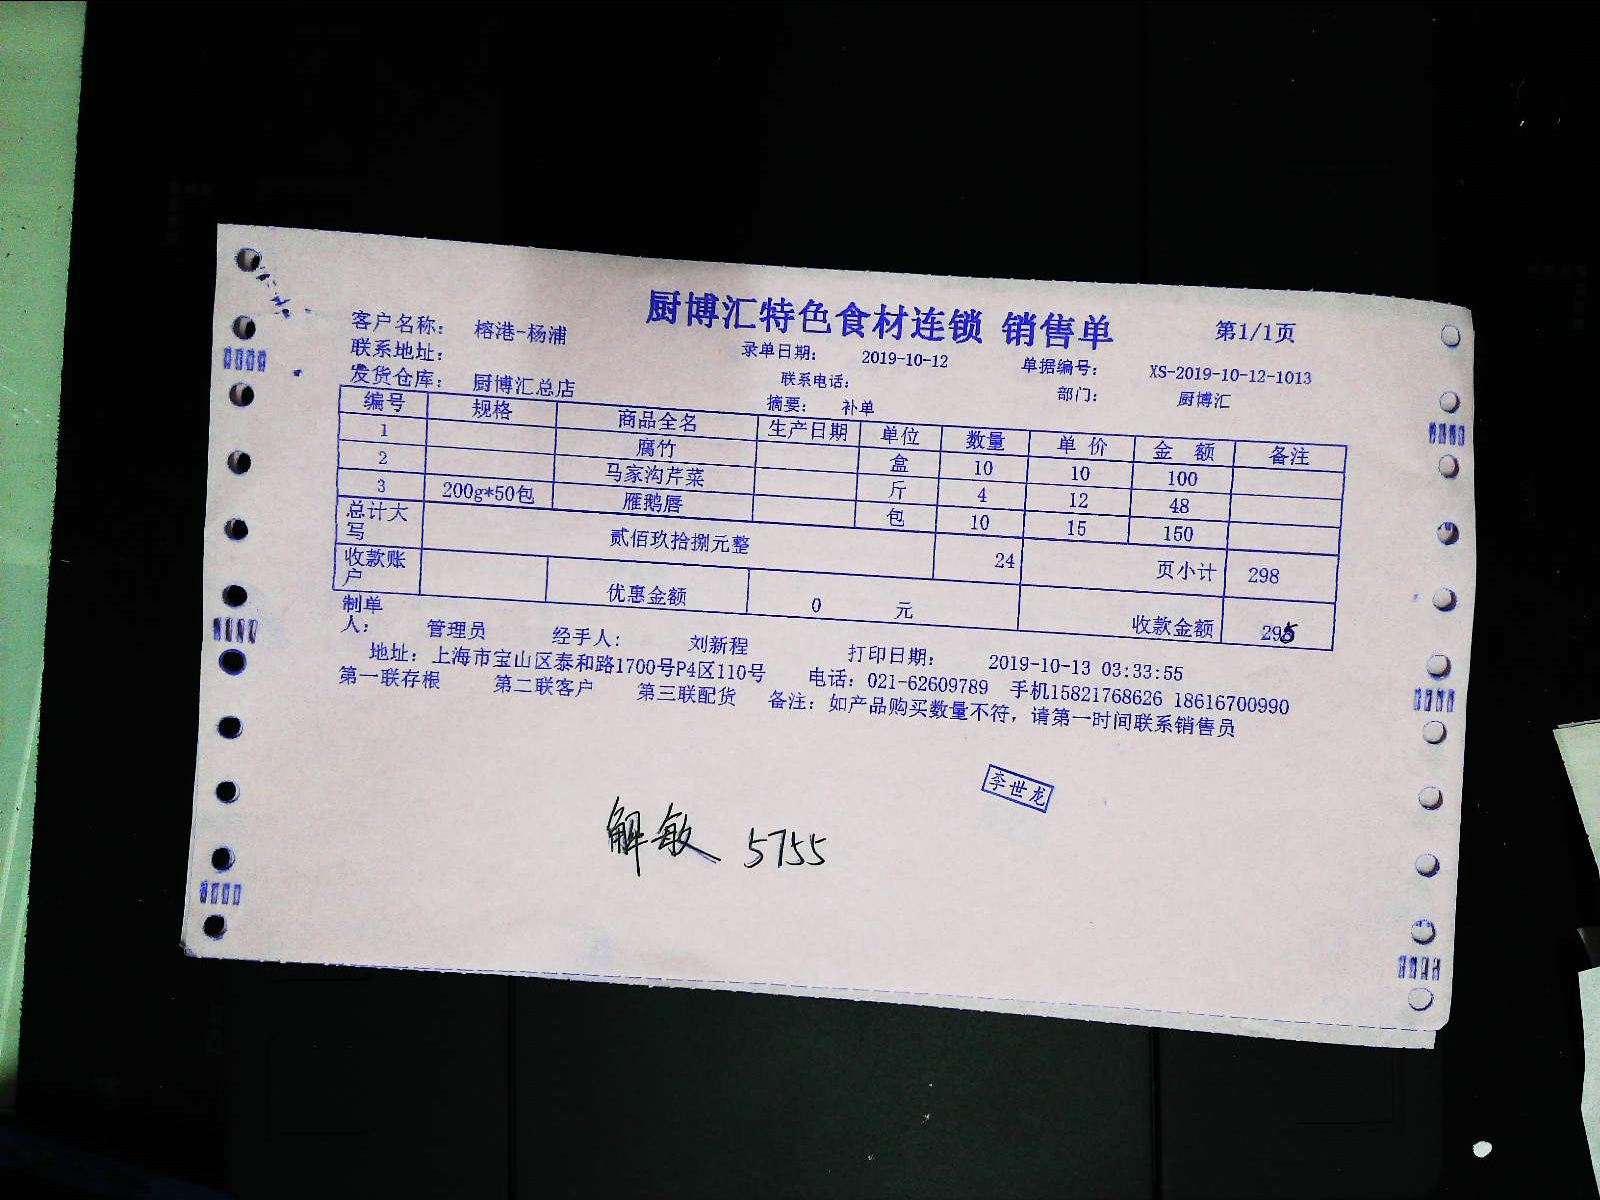 厨博汇特色食材连锁 销售单 第1/1页
客户名称： 榕港-杨浦 录单日期： 2019-10-12 单据编号： XS-2019-10-12-1013
联系地址： 联系电话： 部门： 厨博汇
发货仓库： 厨博汇总店 摘要： 补单
编号 规格 商品全名 生产日期 单位 数量 单 价 金 额 备注
1 腐竹 盒 10 10 100
2 马家沟芹菜 斤 4 12 48
3 200g*50包 雁鹅唇 包 10 15 150
总计大写 贰佰玖拾捌元整 24 页小计 298
收款账户 优惠金额 0 元 收款金额 295
制单人： 管理员 经手人： 刘新程 打印日期： 2019-10-13 03:33:55
地址：上海市宝山区泰和路1700号P4区110号 电话：021-62609789 手机15821768626 18616700990
第一联存根 第二联客户 第三联配货 备注：如产品购买数量不符，请第一时间联系销售员
李世龙
解敏 5755